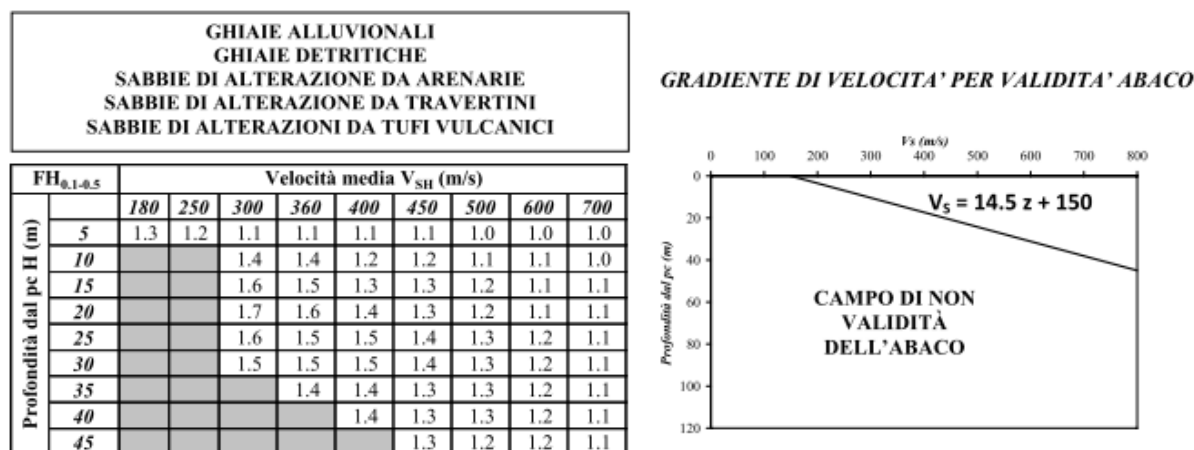 GHIAIE ALLUVIONALI
GHIAIE DETRITICHE
SABBIE DI ALTERAZIONE DA ARENARIE
SABBIE DI ALTERAZIONE DA TRAVERTINI
SABBIE DI ALTERAZIONI DA TUFI VULCANICI
FH0.1-0.5 Velocità media VSH (m/s)
180 250 300 360 400 450 500 600 700
Profondità dal pc H (m)
5 1.3 1.2 1.1 1.1 1.1 1.1 1.0 1.0 1.0
10 1.4 1.4 1.2 1.2 1.1 1.1 1.0
15 1.6 1.5 1.3 1.3 1.2 1.1 1.1
20 1.7 1.6 1.4 1.3 1.2 1.1 1.1
25 1.6 1.5 1.5 1.4 1.3 1.2 1.1
30 1.5 1.5 1.5 1.4 1.3 1.2 1.1
35 1.4 1.4 1.3 1.3 1.2 1.1
40 1.4 1.3 1.3 1.2 1.1
45 1.3 1.2 1.2 1.1
GRADIENTE DI VELOCITA' PER VALIDITA' ABACO
Vs (m/s)
0 100 200 300 400 500 600 700 800
Profondità dal pc (m)
0
20
40
60
80
100
120
VS = 14.5 z + 150
CAMPO DI NON
VALIDITÀ
DELL'ABACO